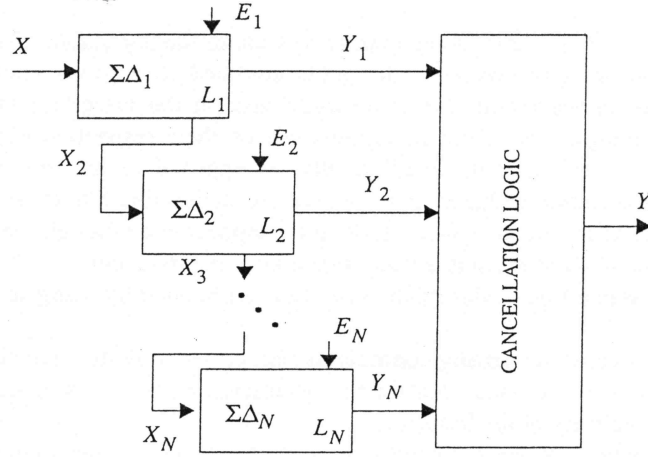 E1
X
ΣΔ1
Y1
L1
X2
E2
ΣΔ2
Y2
L2
X3
Y
CANCELLATION LOGIC
EN
ΣΔN
YN
XN
LN